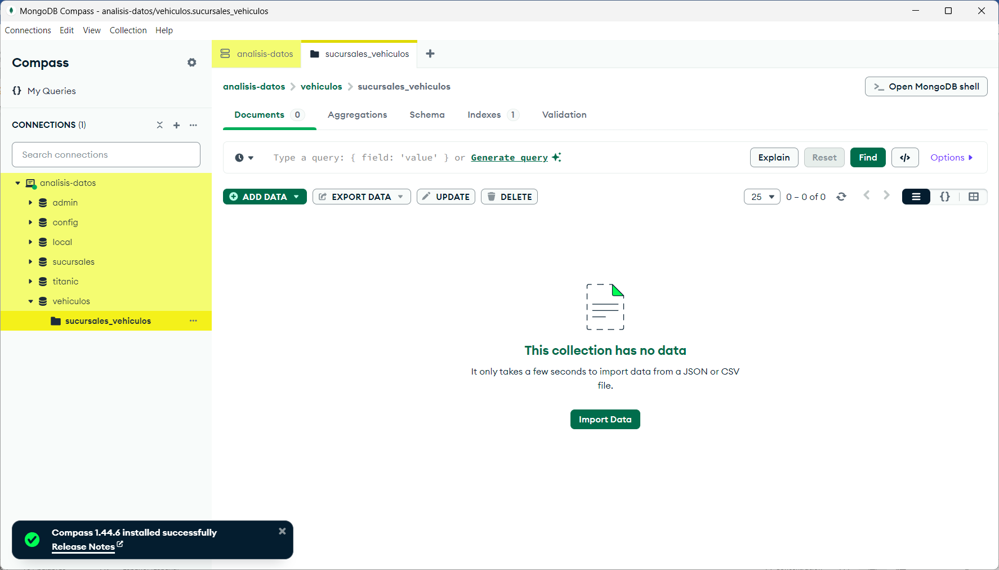 MongoDB Compass - analisis-datos/vehiculos.sucursales_vehiculos
Connections Edit View Collection Help
Compass
{} My Queries
CONNECTIONS (1)
Search connections
analisis-datos
admin
config
local
sucursales
titanic
vehiculos
sucursales_vehiculos
analisis-datos sucursales_vehiculos
analisis-datos > vehiculos > sucursales_vehiculos
>_ Open MongoDB shell
Documents 0 Aggregations Schema Indexes 1 Validation
Type a query: { field: 'value' } or Generate query
Explain Reset Find </> Options
ADD DATA EXPORT DATA UPDATE DELETE
25 0 – 0 of 0 {}
This collection has no data
It only takes a few seconds to import data from a JSON or CSV
file.
Import Data
Compass 1.44.6 installed successfully
Release Notes